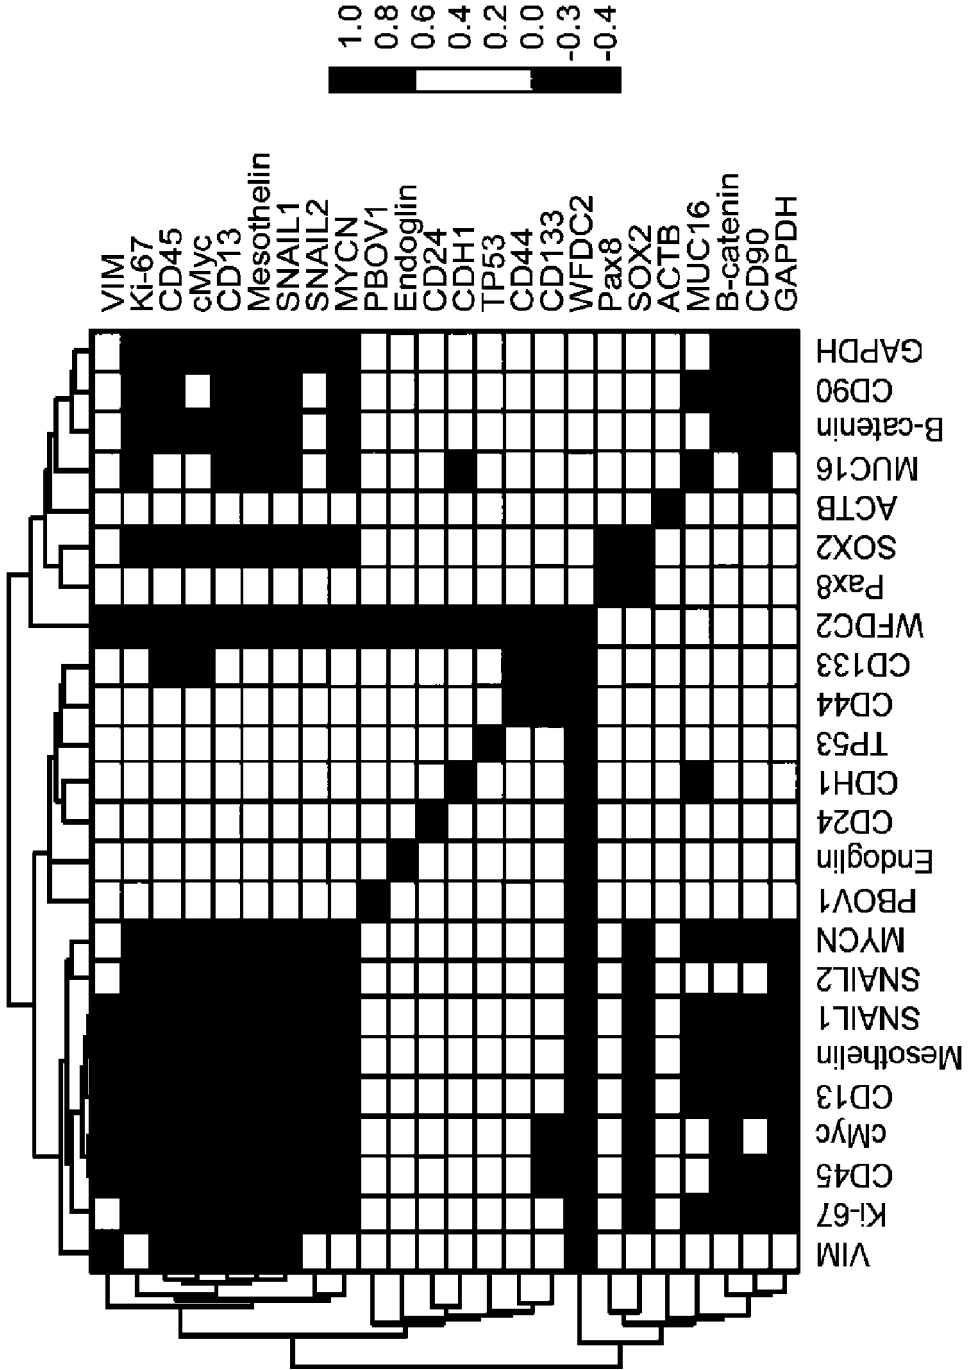 1.0
0.8
0.6
0.4
0.2
0.0
-0.3
-0.4
VIM
Ki-67
CD45
cMyc
CD13
Mesothelin
SNAIL1
SNAIL2
MYCN
PBOV1
Endoglin
CD24
CDH1
TP53
CD44
CD133
WFDC2
Pax8
SOX2
ACTB
MUC16
B-catenin
CD90
GAPDH
GAPDH
CD90
B-catenin
MUC16
ACTB
SOX2
Pax8
WFDC2
CD133
CD44
TP53
CDH1
CD24
Endoglin
PBOV1
MYCN
SNAIL2
SNAIL1
Mesothelin
CD13
cMyc
CD45
Ki-67
VIM